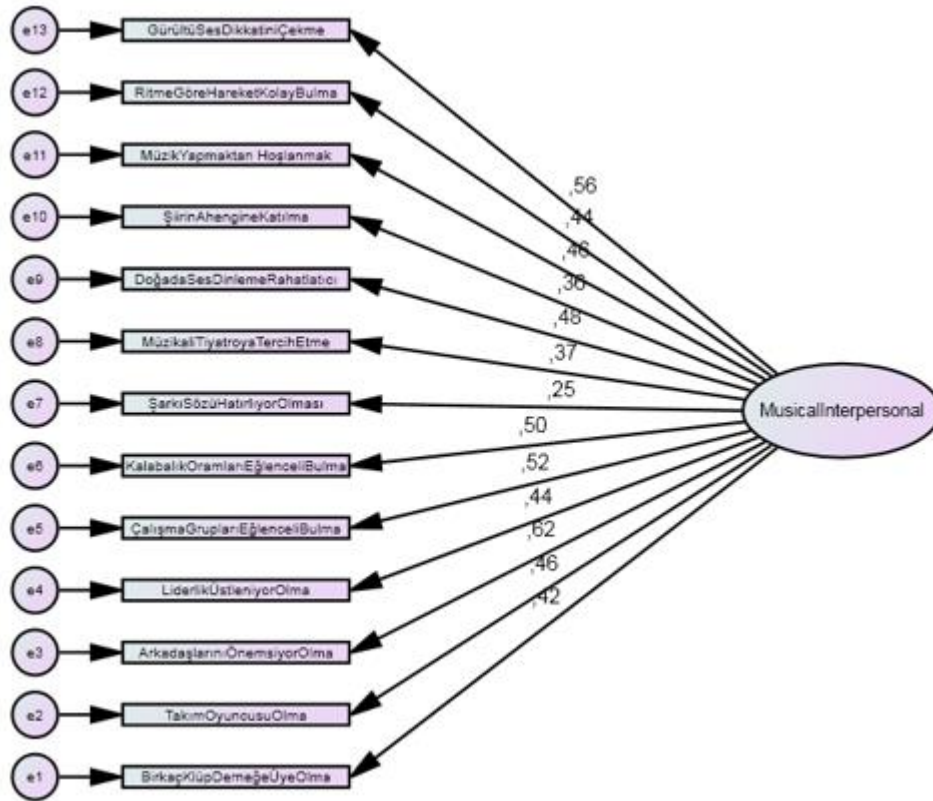 e13 GürültüSesDikkatiniÇekme
e12 RitmeGöreHareketKolayBulma
e11 MüzikYapmaktan Hoşlanmak
,56
e10 ŞiirinAhengineKatılma
,44
,46
e9 DoğadaSesDinlemeRahatlatıcı
,36
,48
e8 MüzikaliTiyatroyaTercihEtme
,37
e7 ŞarkıSözüHatırlıyorOlması
,25
MusicalInterpersonal
,50
e6 KalabalıkOramlarıEğlenceliBulma
,52
,44
e5 ÇalışmaGruplarıEğlenceliBulma
,62
,46
e4 LiderlikÜstleniyorOlma
,42
e3 ArkadaşlarınıÖnemsiyorOlma
e2 TakımOyuncusuOlma
e1 BirkaçKlüpDerneğeÜyeOlma